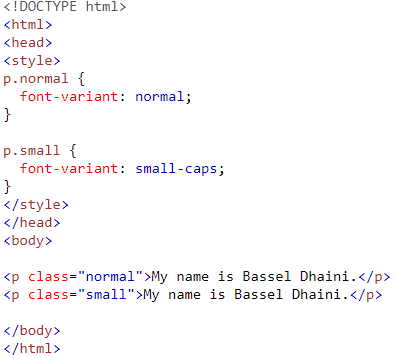 <!DOCTYPE html>
<html>
<head>
<style>
p.normal {
  font-variant: normal;
}

p.small {
  font-variant: small-caps;
}
</style>
</head>
<body>

<p class="normal">My name is Bassel Dhaini.</p>
<p class="small">My name is Bassel Dhaini.</p>

</body>
</html>